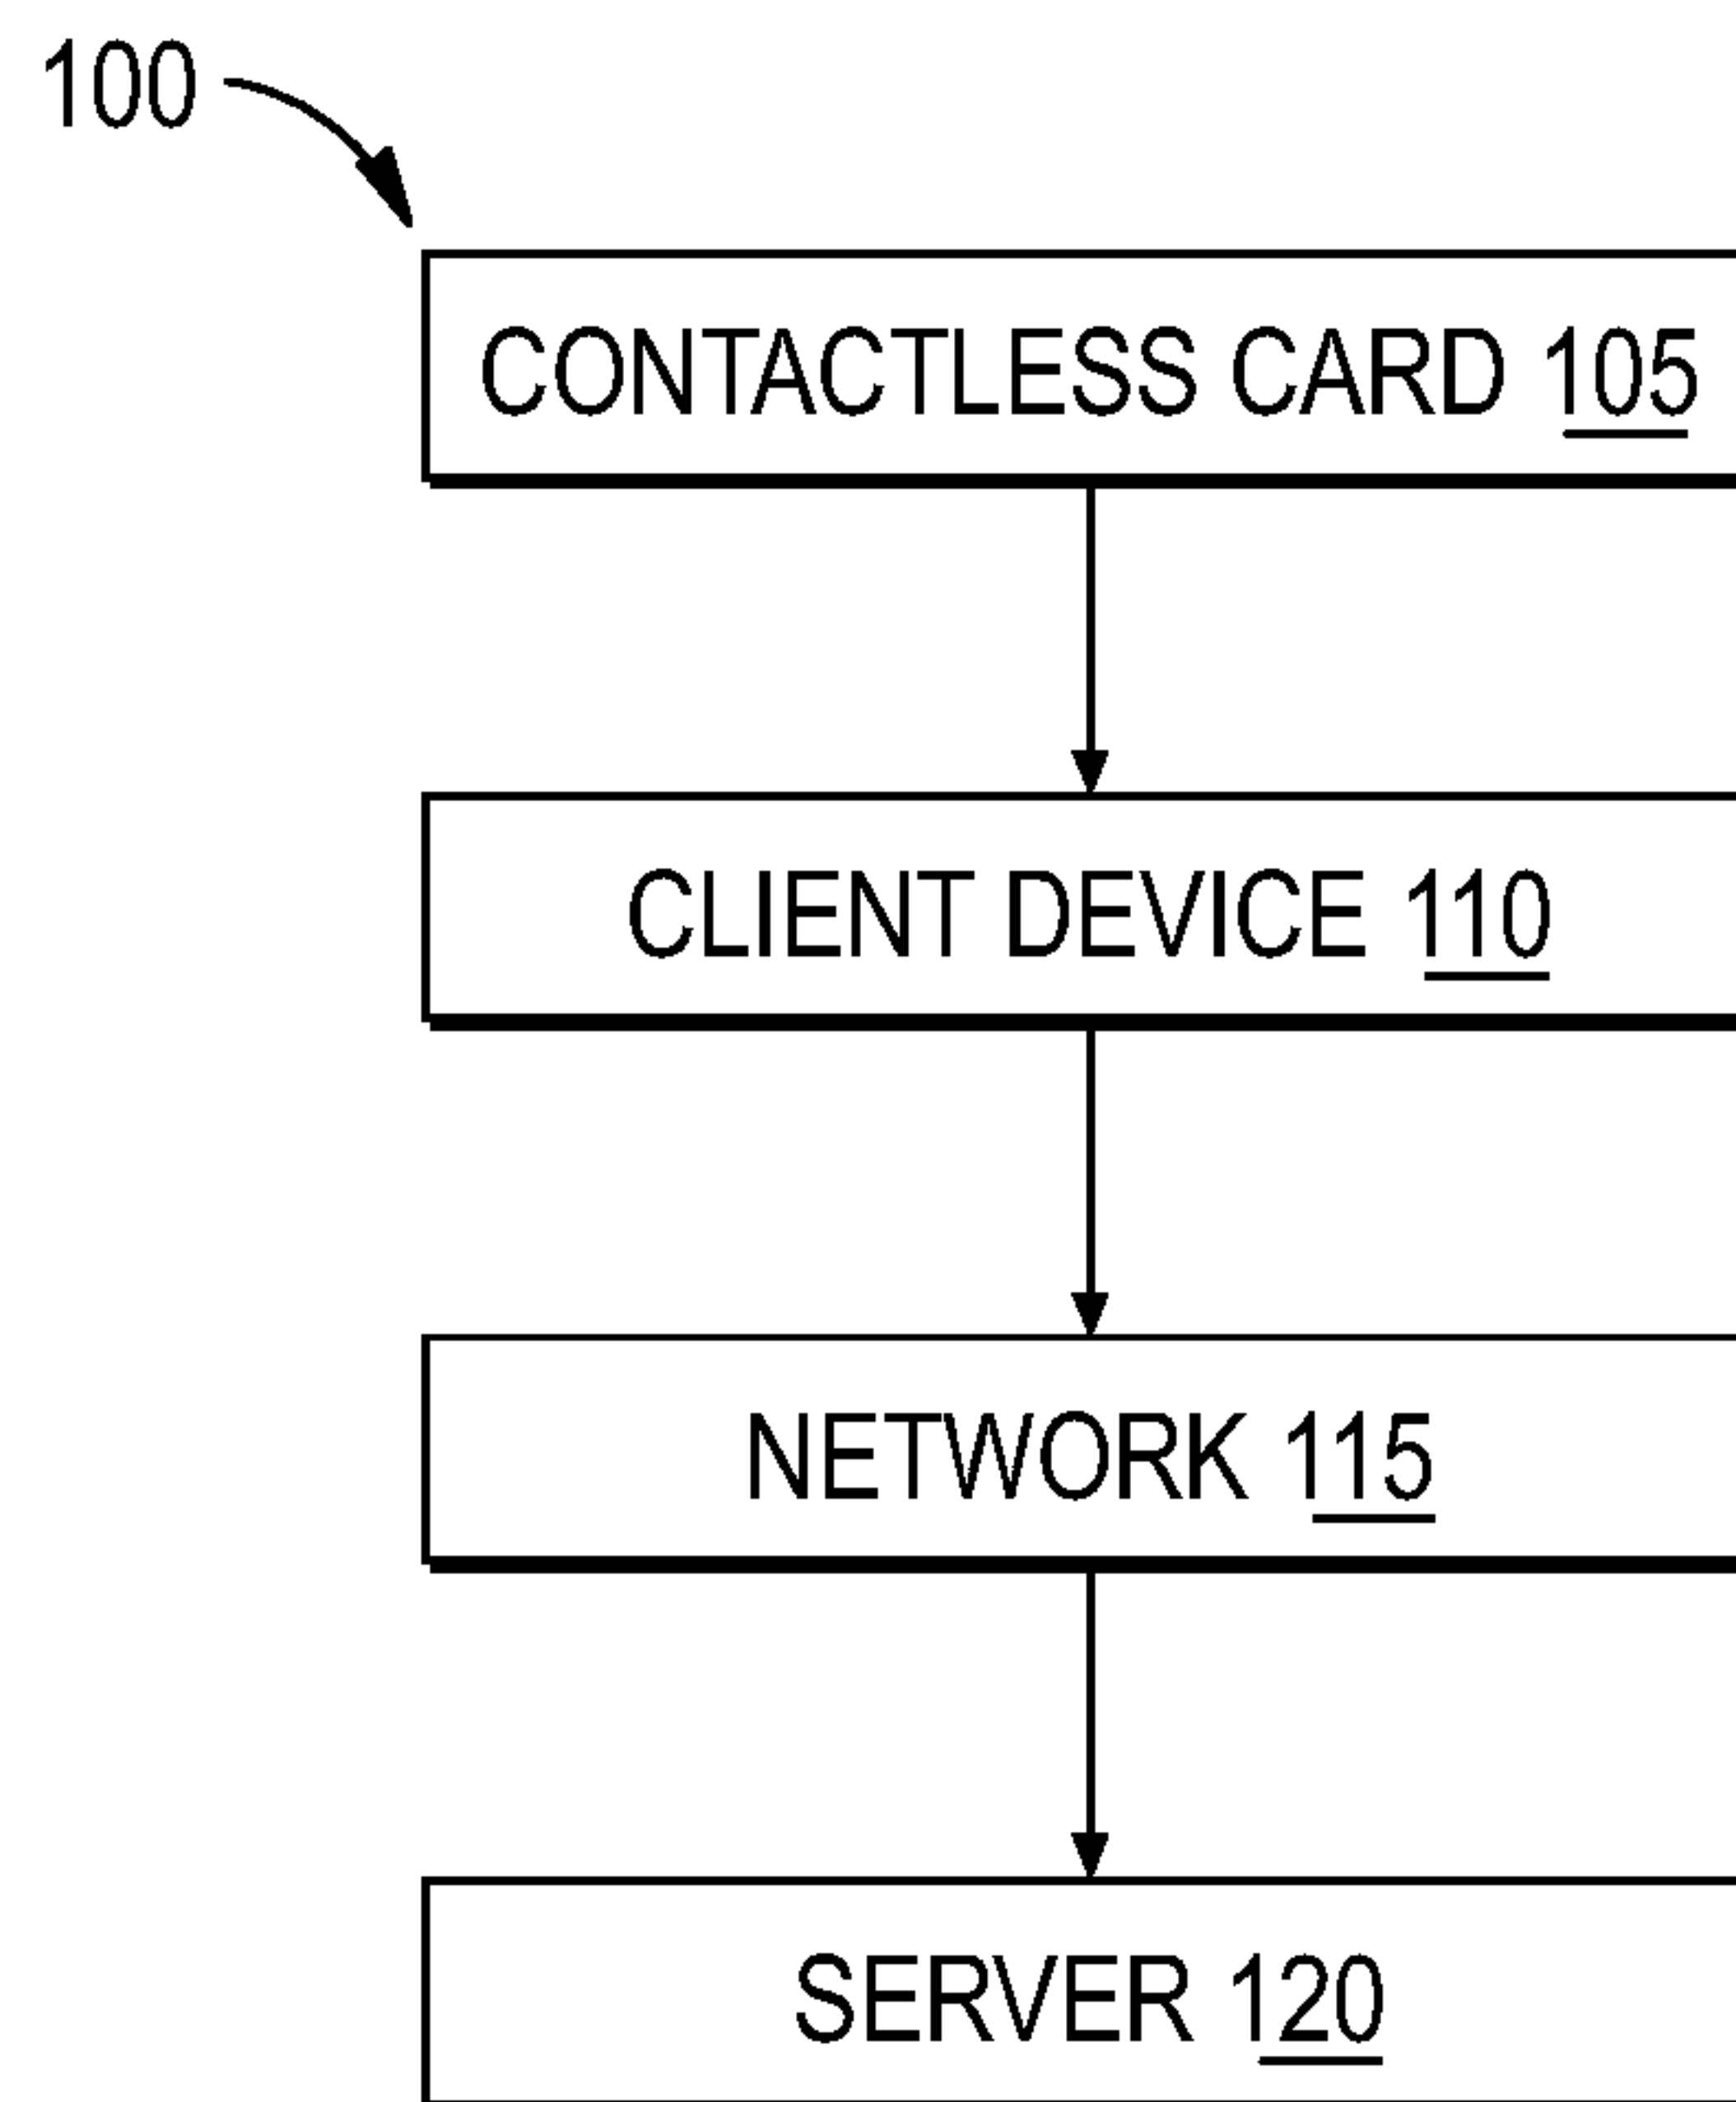 100
CONTACTLESS CARD 105
CLIENT DEVICE 110
NETWORK 115
SERVER 120